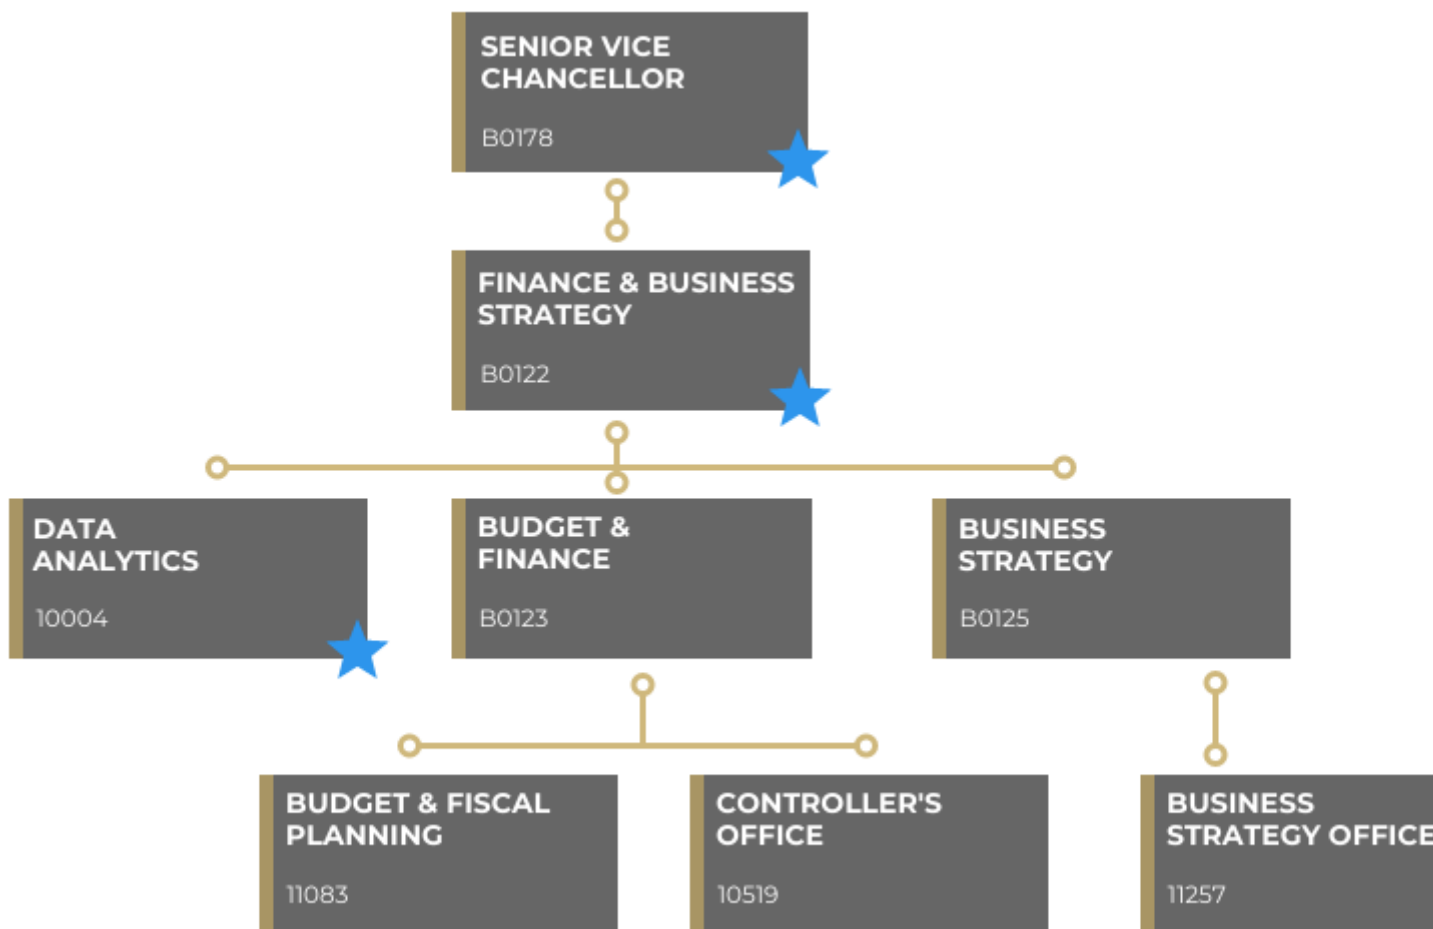 SENIOR VICE
CHANCELLOR
B0178
FINANCE & BUSINESS
STRATEGY
B0122
DATA
ANALYTICS
10004
BUDGET &
FINANCE
B0123
BUSINESS
STRATEGY
B0125
BUDGET & FISCAL
PLANNING
11083
CONTROLLER'S
OFFICE
10519
BUSINESS
STRATEGY OFFICE
11257